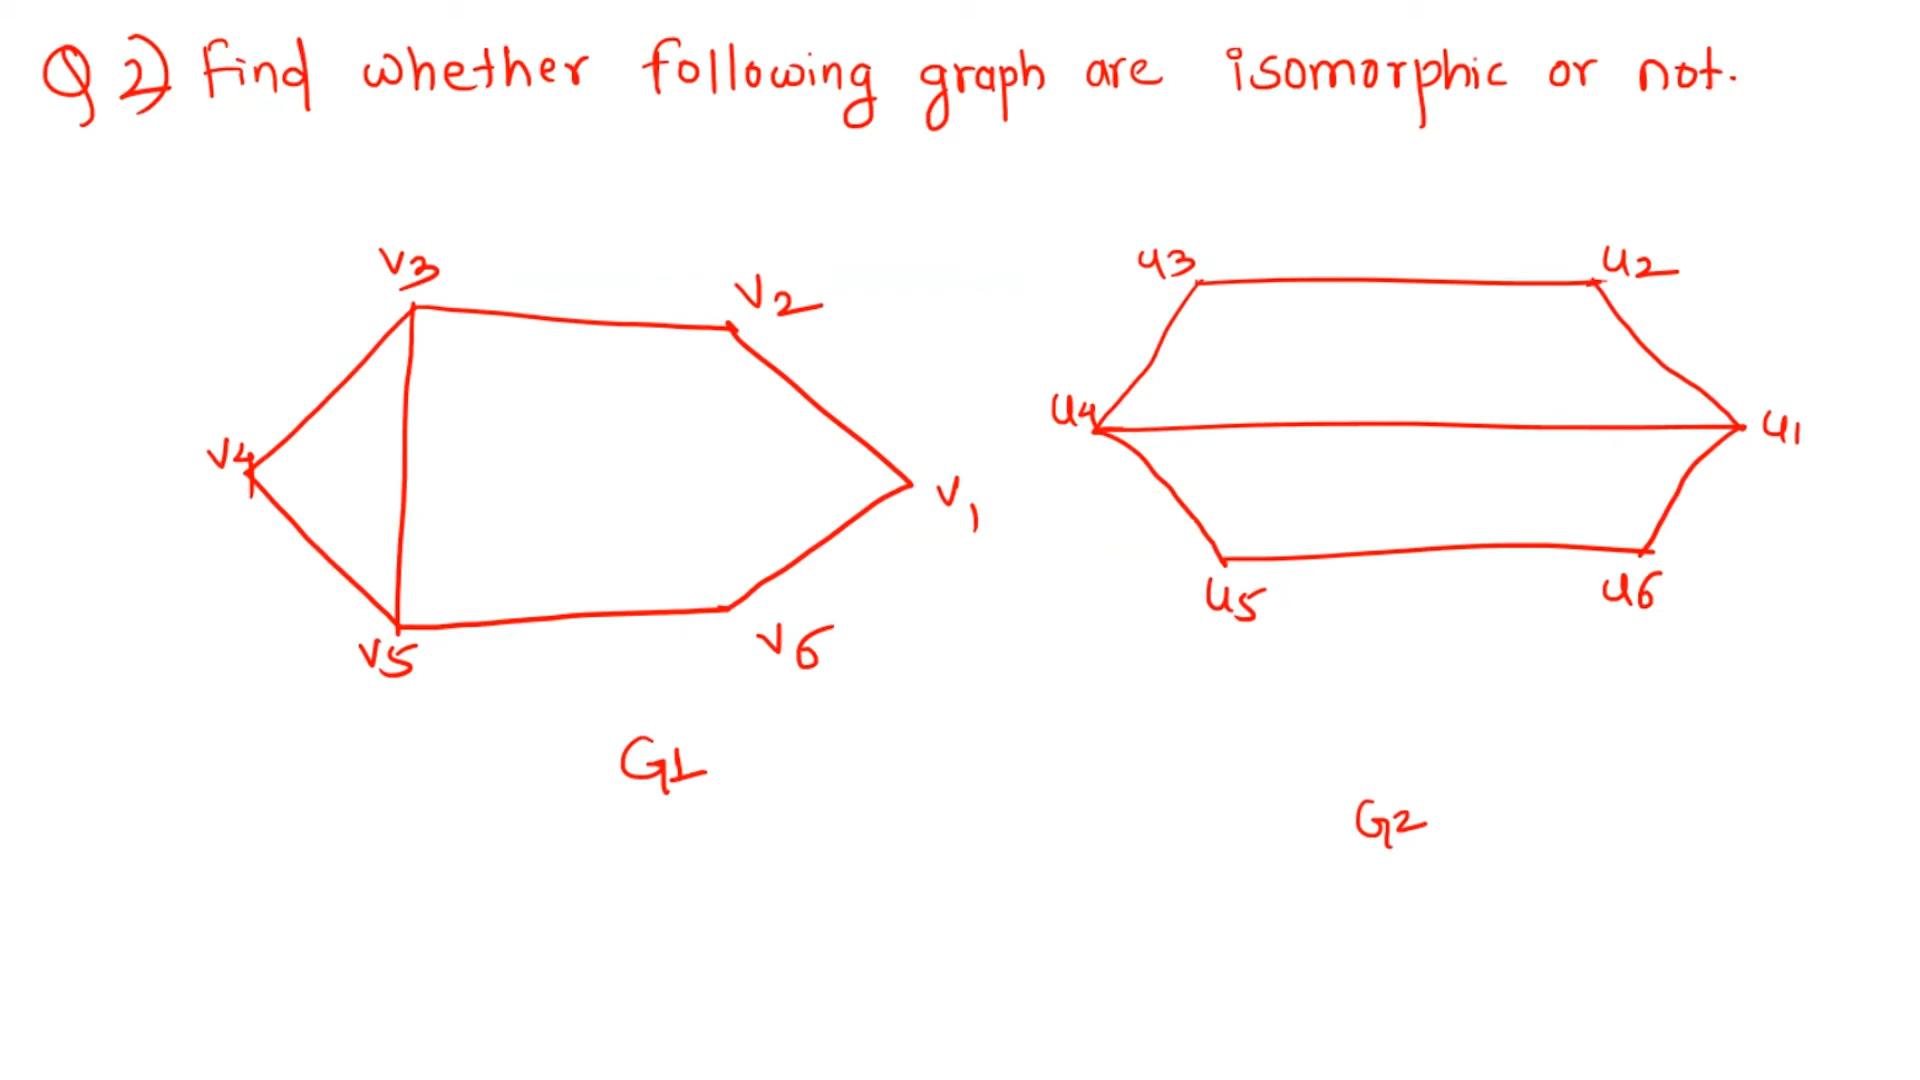 Q 2) Find whether following graph are isomorphic or not.
v3
v2
v4
v1
v5
v6
G1
u3
u2
u4
u1
u5
u6
G2